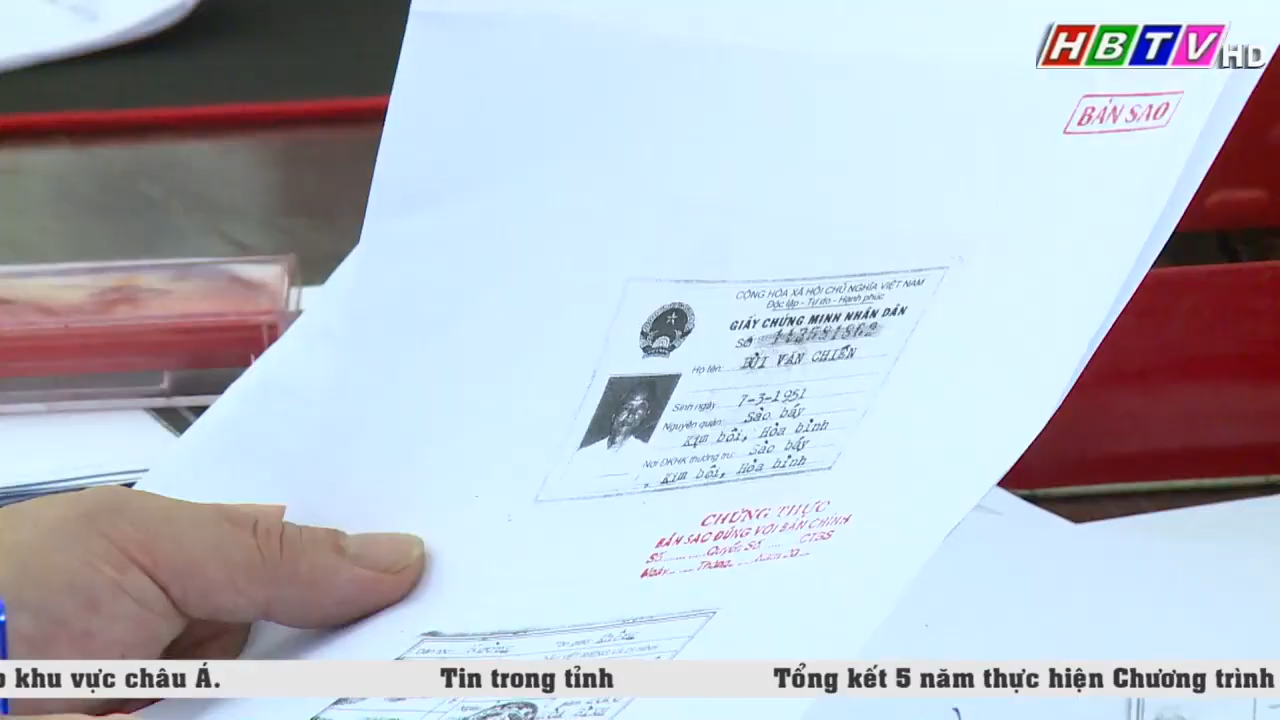 HBTV HD
BẢN SAO
CỘNG HÒA XÃ HỘI CHỦ NGHĨA VIỆT NAM
Độc lập - Tự do - Hạnh phúc
GIẤY CHỨNG MINH NHÂN DÂN
SỐ 113581862
Họ tên: BÙI VĂN CHIẾN
Sinh ngày 7-3-1951
Nguyên quán Sào báy
Kim bôi, Hòa bình
Nơi ĐKHK thường trú Sào báy
Kim bôi, Hòa bình
CHỨNG THỰC
BẢN SAO ĐÚNG VỚI BẢN CHÍNH
Số ........ Quyển Số ...... CTBS
Ngày ..... Tháng ..... Năm 20...
khu vực châu Á. Tin trong tỉnh Tổng kết 5 năm thực hiện Chương trình